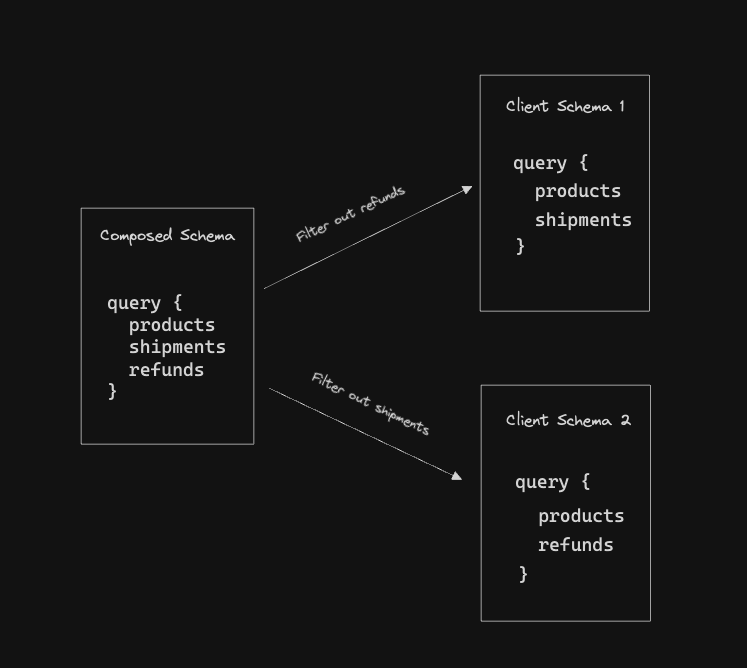 Composed Schema
query {
products
shipments
refunds
}
Filter out refunds
Client Schema 1
query {
products
shipments
}
Filter out shipments
Client Schema 2
query {
products
refunds
}